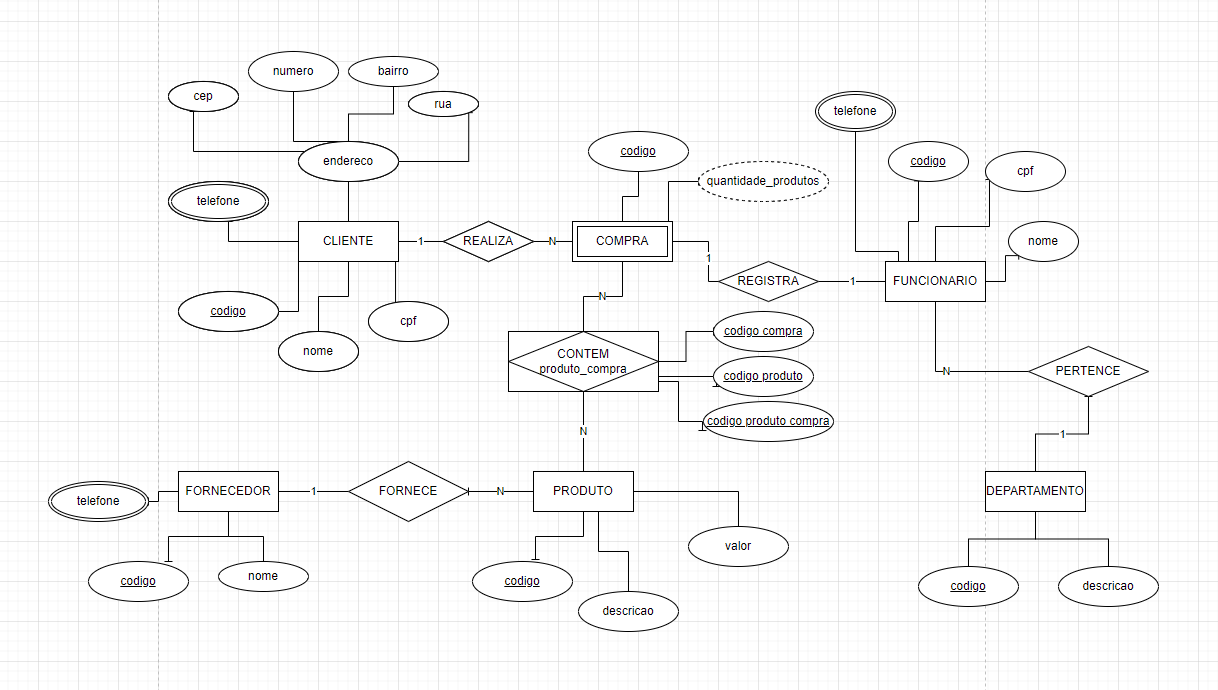 numero
bairro
cep
rua
telefone
endereco
codigo
quantidade_produtos
codigo
cpf
telefone
CLIENTE
1
REALIZA
N
COMPRA
nome
1
REGISTRA
1
FUNCIONARIO
N
codigo
cpf
nome
codigo compra
CONTEM
produto_compra
codigo produto
N
PERTENCE
codigo produto compra
N
1
telefone
FORNECEDOR
1
FORNECE
N
PRODUTO
DEPARTAMENTO
valor
codigo
nome
codigo
descricao
codigo
descricao